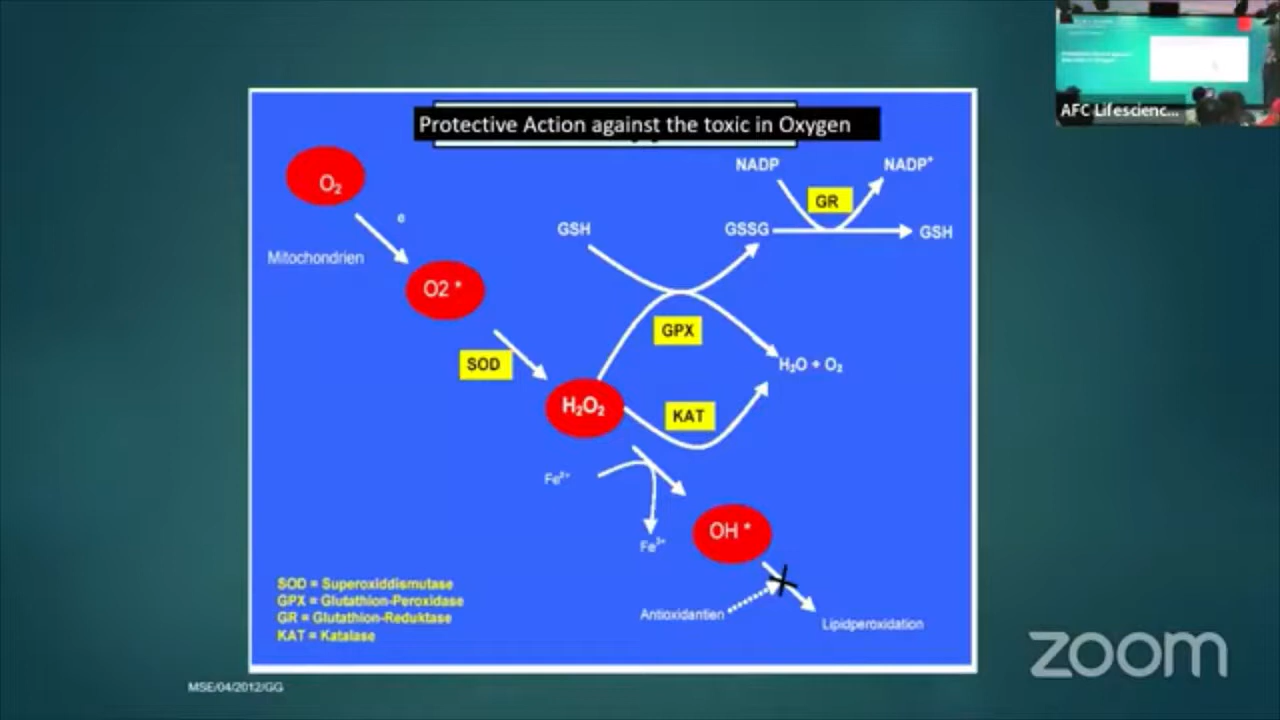 AFC Lifescienc...
Protective Action against the toxic in Oxygen
O₂
e
Mitochondrien
O2 *
SOD
H₂O₂
NADP
NADP⁺
GR
GSH
GSSG
GSH
GPX
H₂O + O₂
KAT
Fe²⁺
Fe³⁺
OH *
Antioxidantien
Lipidperoxidation
SOD = Superoxiddismutase
GPX = Glutathion-Peroxidase
GR = Glutathion-Reduktase
KAT = Katalase
MSE/04/2012/GG
zoom